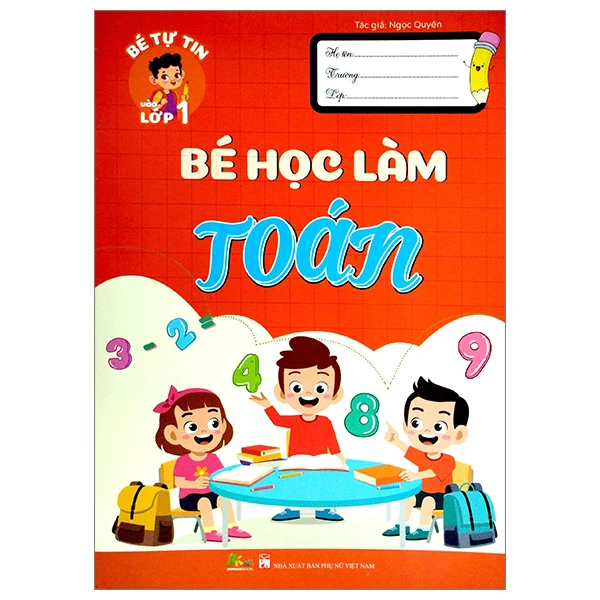 Tác giả: Ngọc Quyên
BÉ TỰ TIN
vào
LỚP 1
Họ tên:
Trường:
Lớp:
BÉ HỌC LÀM
TOÁN
3 - 2 =
4
8
9
NHÀ XUẤT BẢN PHỤ NỮ VIỆT NAM